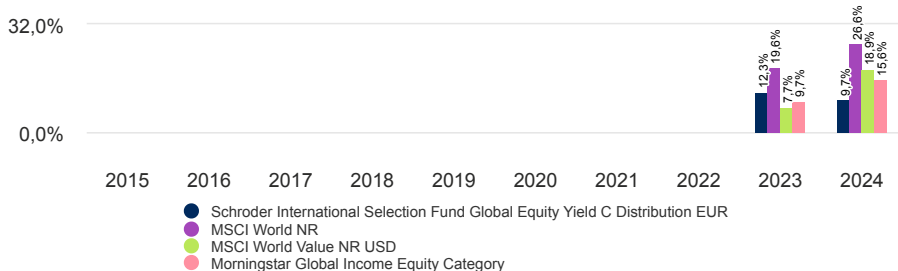 32,0%
12,3%
19,6%
7,7%
9,7%
9,7%
26,6%
18,9%
15,6%
0,0%
2015 2016 2017 2018 2019 2020 2021 2022 2023 2024
Schroder International Selection Fund Global Equity Yield C Distribution EUR
MSCI World NR
MSCI World Value NR USD
Morningstar Global Income Equity Category